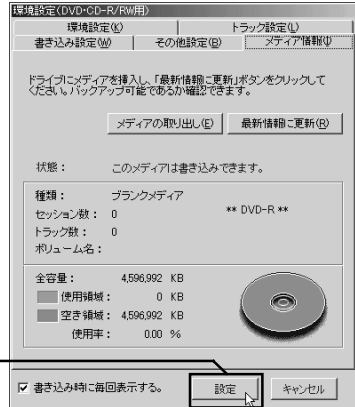 環境設定(DVD・CD-R/RW用)
環境設定(K) トラック設定(L)
書き込み設定(W) その他設定(B) メディア情報(I)
ドライブにメディアを挿入し、「最新情報に更新」ボタンをクリックして
ください。バックアップ可能であるか確認できます。
メディアの取り出し(E) 最新情報に更新(R)
状態： このメディアは書き込みできます。
種類： ブランクメディア
セッション数： 0 ** DVD-R **
トラック数： 0
ボリューム名：
全容量： 4,596,992 KB
使用領域： 0 KB
空き領域： 4,596,992 KB
使用率： 0.00 %
書き込み時に毎回表示する。 設定 キャンセル